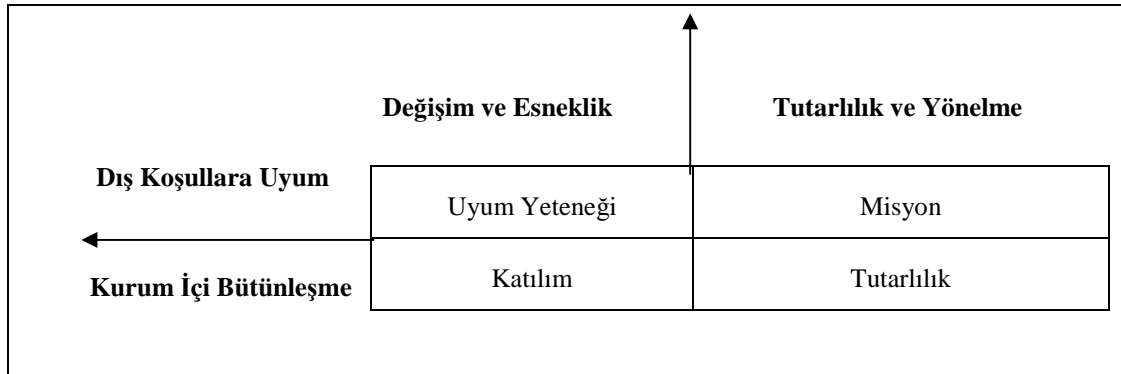 Değişim ve Esneklik
Tutarlılık ve Yönelme
Dış Koşullara Uyum
Uyum Yeteneği
Misyon
Kurum İçi Bütünleşme
Katılım
Tutarlılık